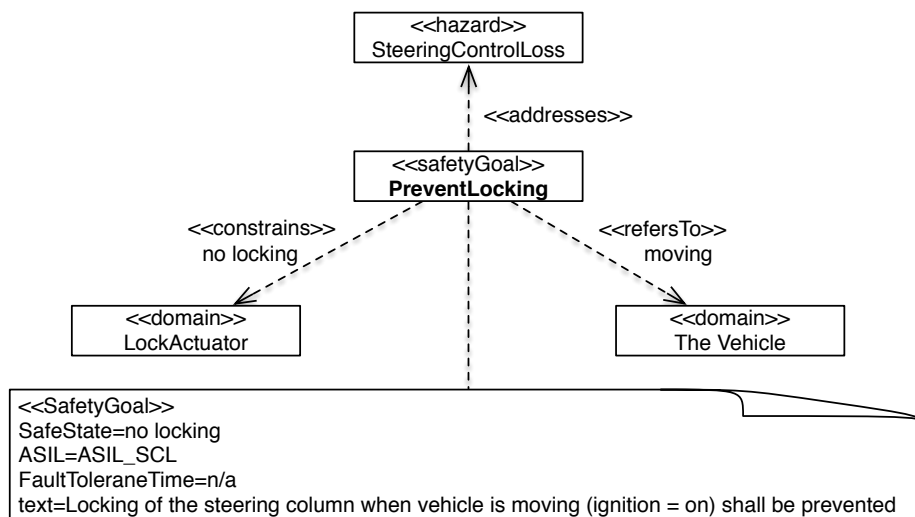 <<hazard>>
SteeringControlLoss
<<addresses>>
<<safetyGoal>>
PreventLocking
<<constrains>>
no locking
<<refersTo>>
moving
<<domain>>
LockActuator
<<domain>>
The Vehicle
<<SafetyGoal>>
SafeState=no locking
ASIL=ASIL_SCL
FaultToleraneTime=n/a
text=Locking of the steering column when vehicle is moving (ignition = on) shall be prevented